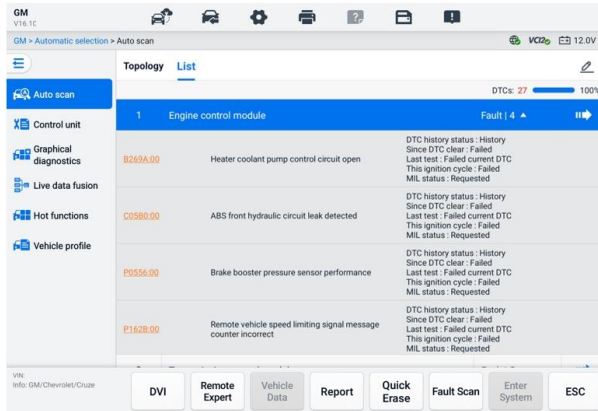 GM
V16.10
GM > Automatic selection > Auto scan
VCI2
12.0V
Topology List
DTCs: 27 100%
Auto scan
Control unit
Graphical
diagnostics
Live data fusion
Hot functions
Vehicle profile
1 Engine control module Fault | 4
B269A:00 Heater coolant pump control circuit open
DTC history status : History
Since DTC clear : Failed
Last test : Failed current DTC
This ignition cycle : Failed
MIL status : Requested
C05B0:00 ABS front hydraulic circuit leak detected
DTC history status : History
Since DTC clear : Failed
Last test : Failed current DTC
This ignition cycle : Failed
MIL status : Requested
P0556:00 Brake booster pressure sensor performance
DTC history status : History
Since DTC clear : Failed
Last test : Failed current DTC
This ignition cycle : Failed
MIL status : Requested
P162B:00 Remote vehicle speed limiting signal message
counter incorrect
DTC history status : History
Since DTC clear : Failed
Last test : Failed current DTC
This ignition cycle : Failed
MIL status : Requested
VIN:
Info: GM/Chevrolet/Cruze
DVI
Remote
Expert
Vehicle
Data
Report
Quick
Erase
Fault Scan
Enter
System
ESC